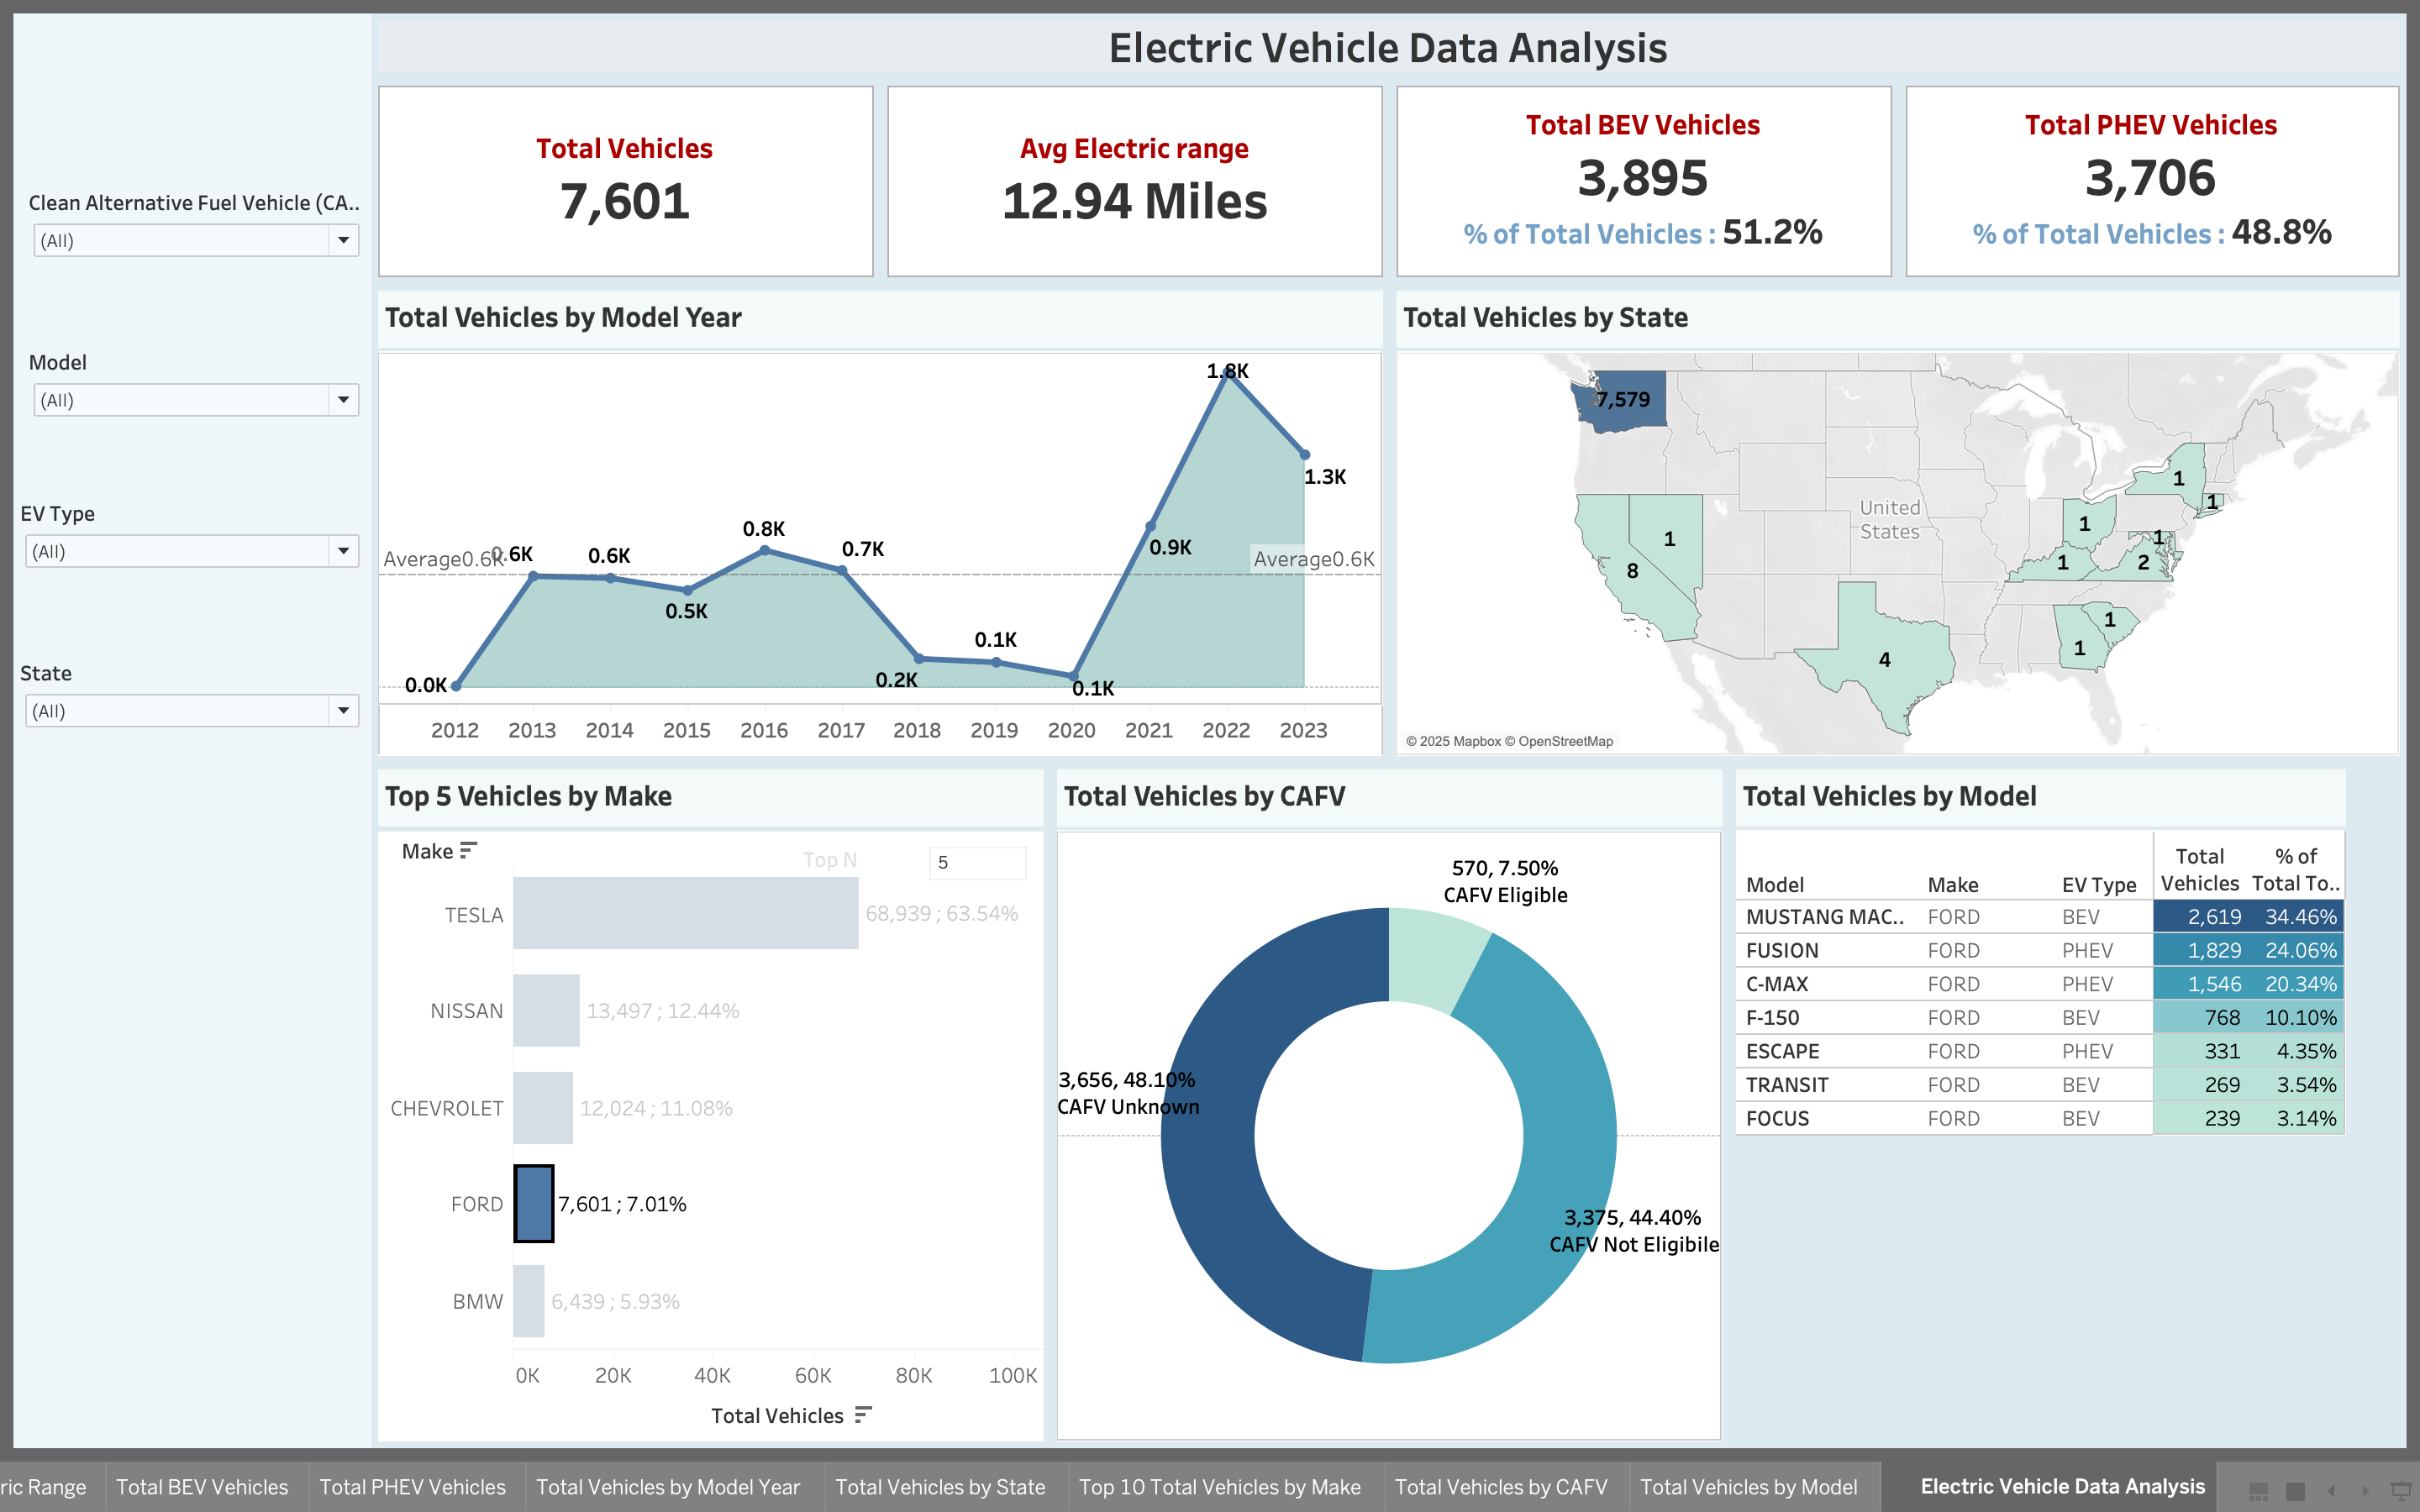 Electric Vehicle Data Analysis
Clean Alternative Fuel Vehicle (CA..
(All)
Model
(All)
EV Type
(All)
State
(All)
Total Vehicles
7,601
Avg Electric range
12.94 Miles
Total BEV Vehicles
3,895
% of Total Vehicles : 51.2%
Total PHEV Vehicles
3,706
% of Total Vehicles : 48.8%
Total Vehicles by Model Year
Average0.6K
0.0K
0.6K
0.6K
0.5K
0.8K
0.7K
0.2K
0.1K
0.1K
0.9K
1.8K
1.3K
Average0.6K
2012 2013 2014 2015 2016 2017 2018 2019 2020 2021 2022 2023
Total Vehicles by State
7,579
1
8
United
States
4
1
1
1
1
1
2
1
1
© 2025 Mapbox © OpenStreetMap
Top 5 Vehicles by Make
Make
Top N 5
TESLA 68,939 ; 63.54%
NISSAN 13,497 ; 12.44%
CHEVROLET 12,024 ; 11.08%
FORD 7,601 ; 7.01%
BMW 6,439 ; 5.93%
0K 20K 40K 60K 80K 100K
Total Vehicles
Total Vehicles by CAFV
570, 7.50%
CAFV Eligible
3,656, 48.10%
CAFV Unknown
3,375, 44.40%
CAFV Not Eligibile
Total Vehicles by Model
Model Make EV Type Total Vehicles % of Total To..
MUSTANG MAC.. FORD BEV 2,619 34.46%
FUSION FORD PHEV 1,829 24.06%
C-MAX FORD PHEV 1,546 20.34%
F-150 FORD BEV 768 10.10%
ESCAPE FORD PHEV 331 4.35%
TRANSIT FORD BEV 269 3.54%
FOCUS FORD BEV 239 3.14%
ric Range Total BEV Vehicles Total PHEV Vehicles Total Vehicles by Model Year Total Vehicles by State Top 10 Total Vehicles by Make Total Vehicles by CAFV Total Vehicles by Model Electric Vehicle Data Analysis